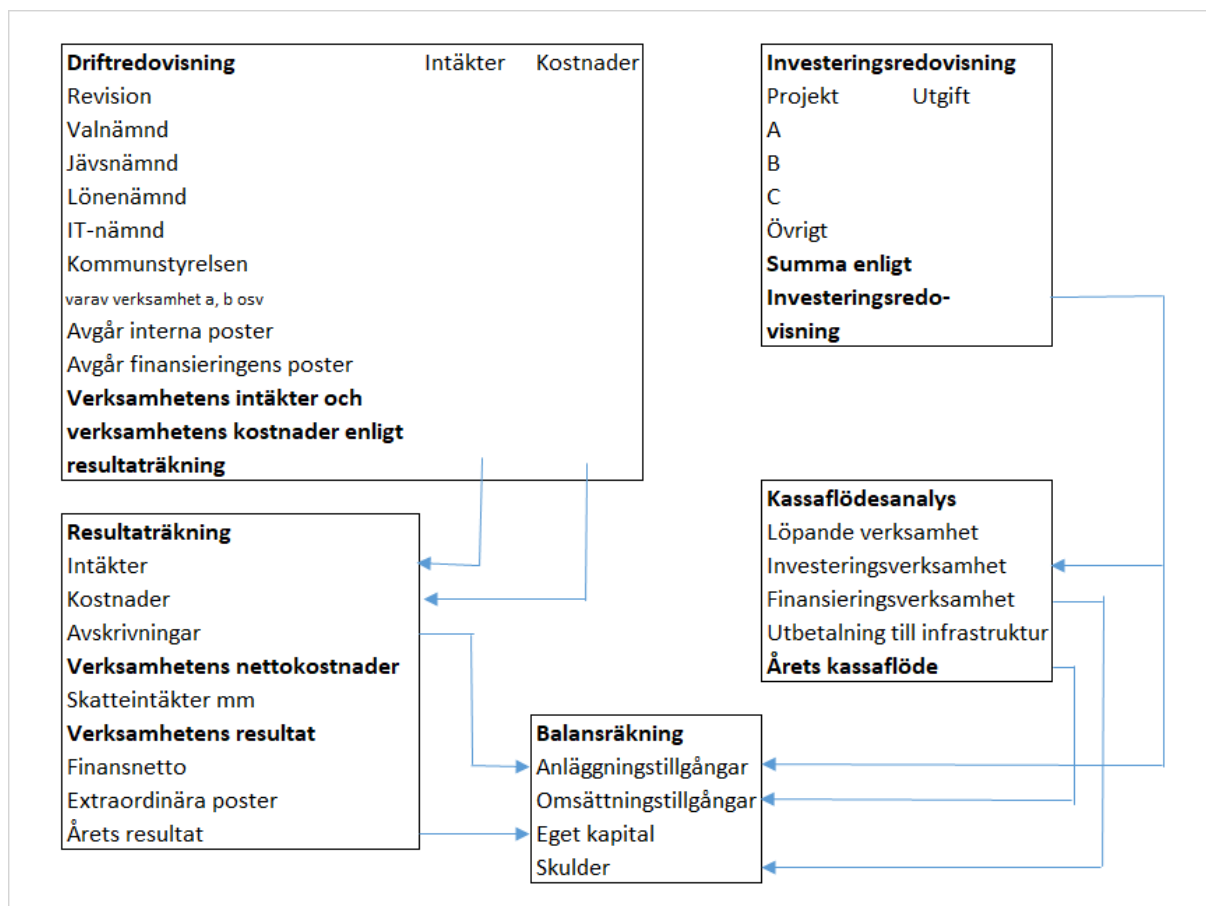 Driftredovisning Intäkter Kostnader
Revision
Valnämnd
Jävsnämnd
Lönenämnd
IT-nämnd
Kommunstyrelsen
varav verksamhet a, b osv
Avgår interna poster
Avgår finansieringens poster
Verksamhetens intäkter och
verksamhetens kostnader enligt
resultaträkning
Investeringsredovisning
Projekt Utgift
A
B
C
Övrigt
Summa enligt
Investeringsredo-
visning
Resultaträkning
Intäkter
Kostnader
Avskrivningar
Verksamhetens nettokostnader
Skatteintäkter mm
Verksamhetens resultat
Finansnetto
Extraordinära poster
Årets resultat
Kassaflödesanalys
Löpande verksamhet
Investeringsverksamhet
Finansieringsverksamhet
Utbetalning till infrastruktur
Årets kassaflöde
Balansräkning
Anläggningstillgångar
Omsättningstillgångar
Eget kapital
Skulder